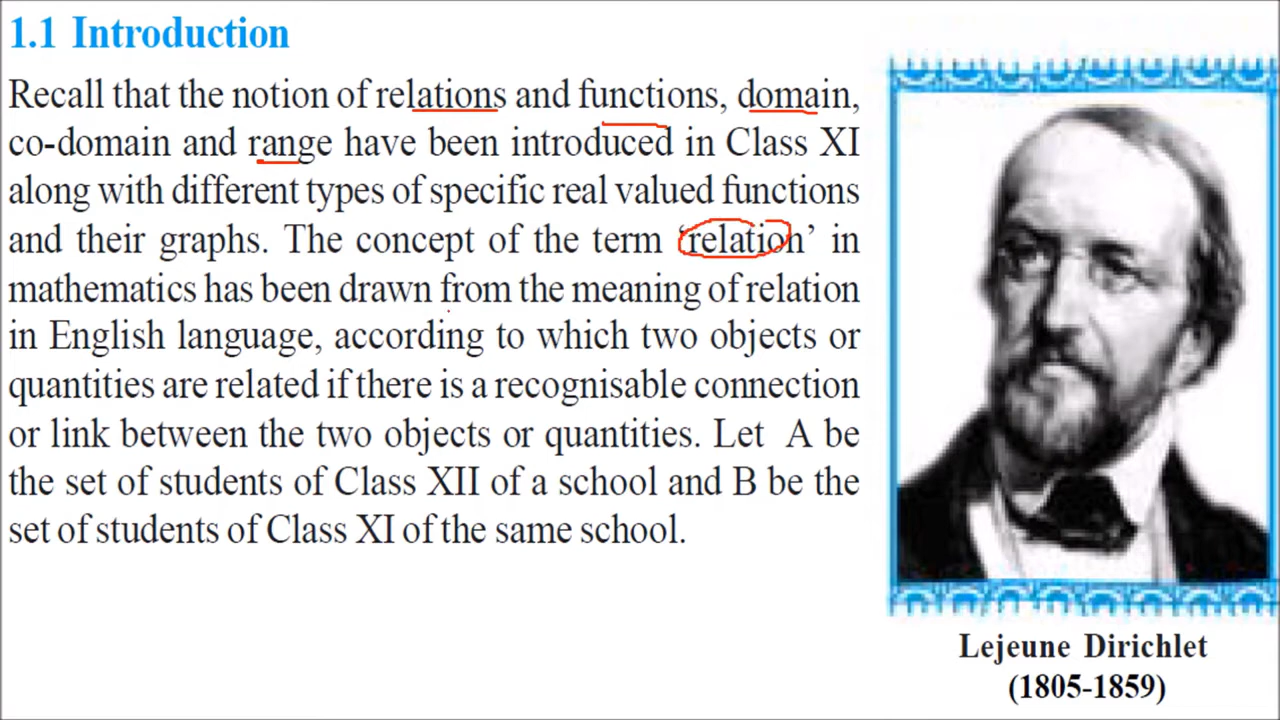 1.1 Introduction
Recall that the notion of relations and functions, domain,
co-domain and range have been introduced in Class XI
along with different types of specific real valued functions
and their graphs. The concept of the term ‘relation’ in
mathematics has been drawn from the meaning of relation
in English language, according to which two objects or
quantities are related if there is a recognisable connection
or link between the two objects or quantities. Let A be
the set of students of Class XII of a school and B be the
set of students of Class XI of the same school.
Lejeune Dirichlet
(1805-1859)